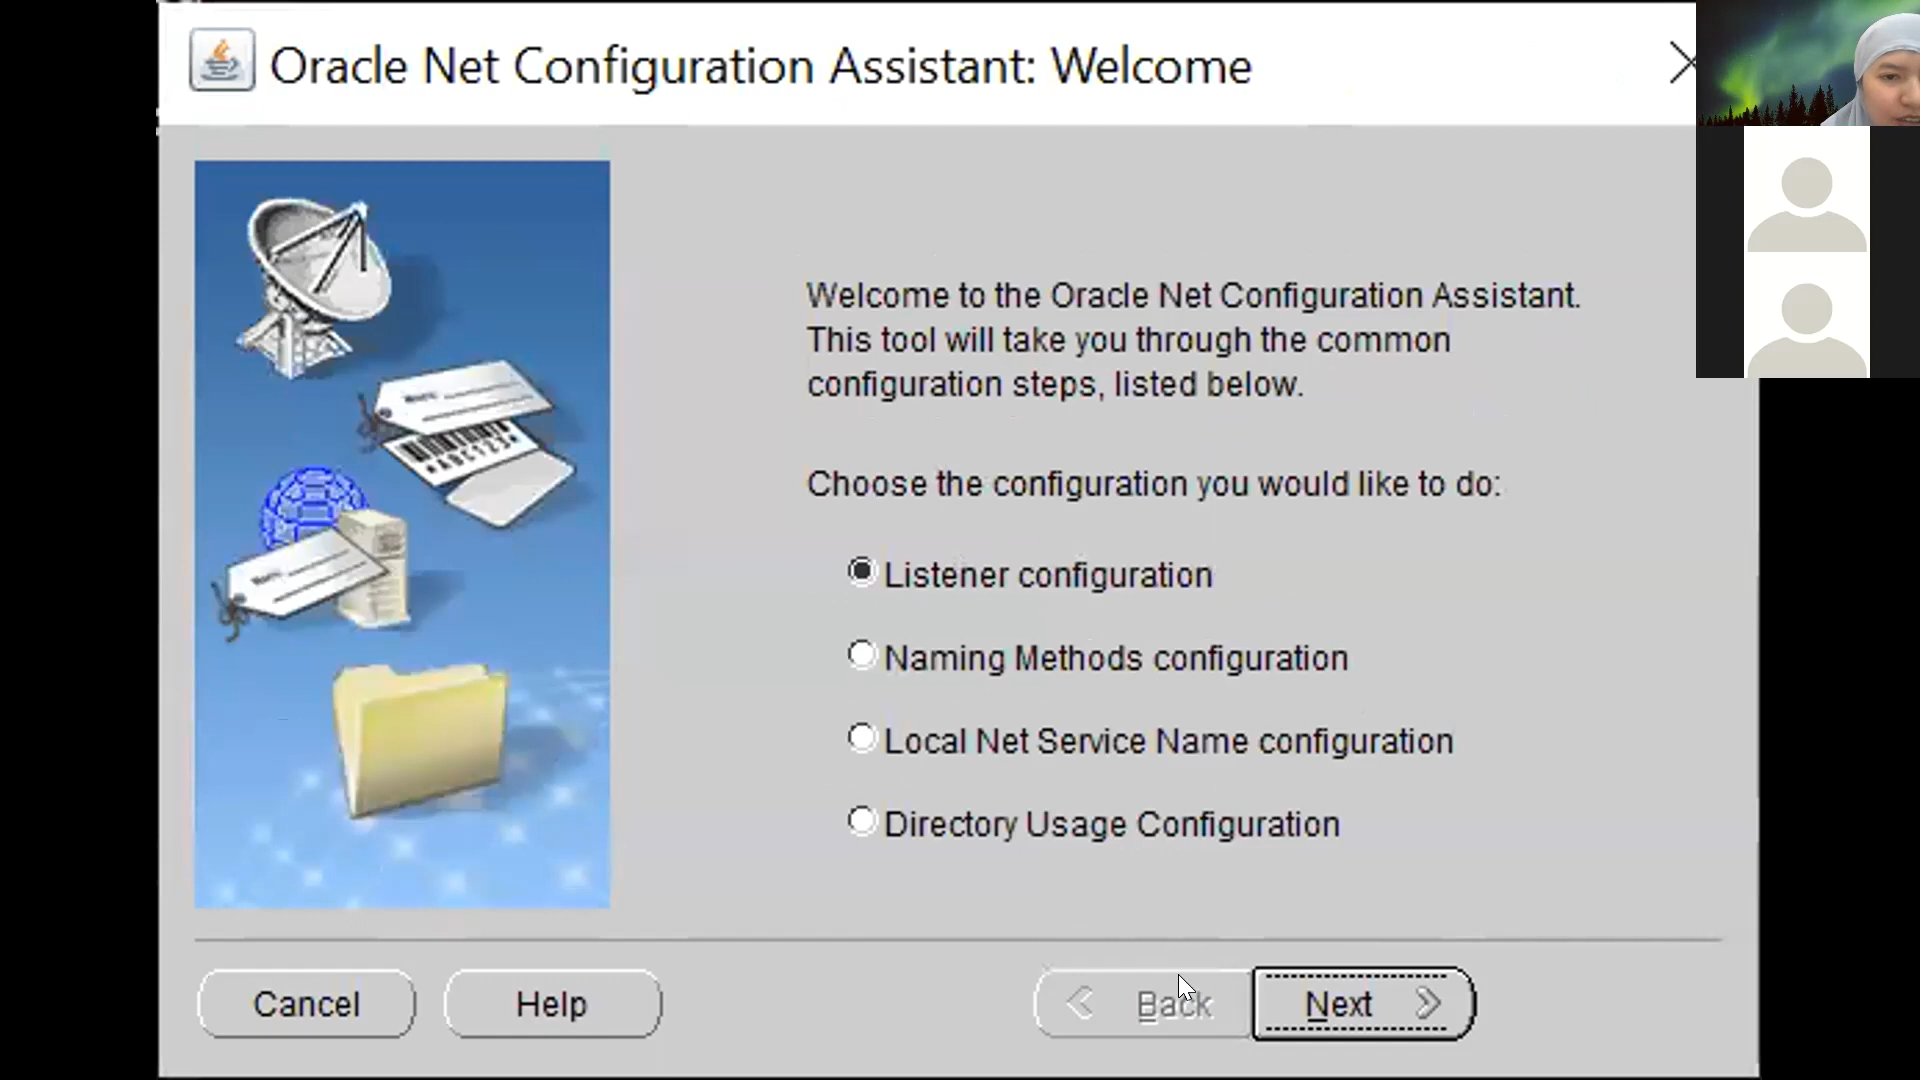 Oracle Net Configuration Assistant: Welcome
Welcome to the Oracle Net Configuration Assistant.
This tool will take you through the common
configuration steps, listed below.
Choose the configuration you would like to do:
Listener configuration
Naming Methods configuration
Local Net Service Name configuration
Directory Usage Configuration
Cancel
Help
Back
Next